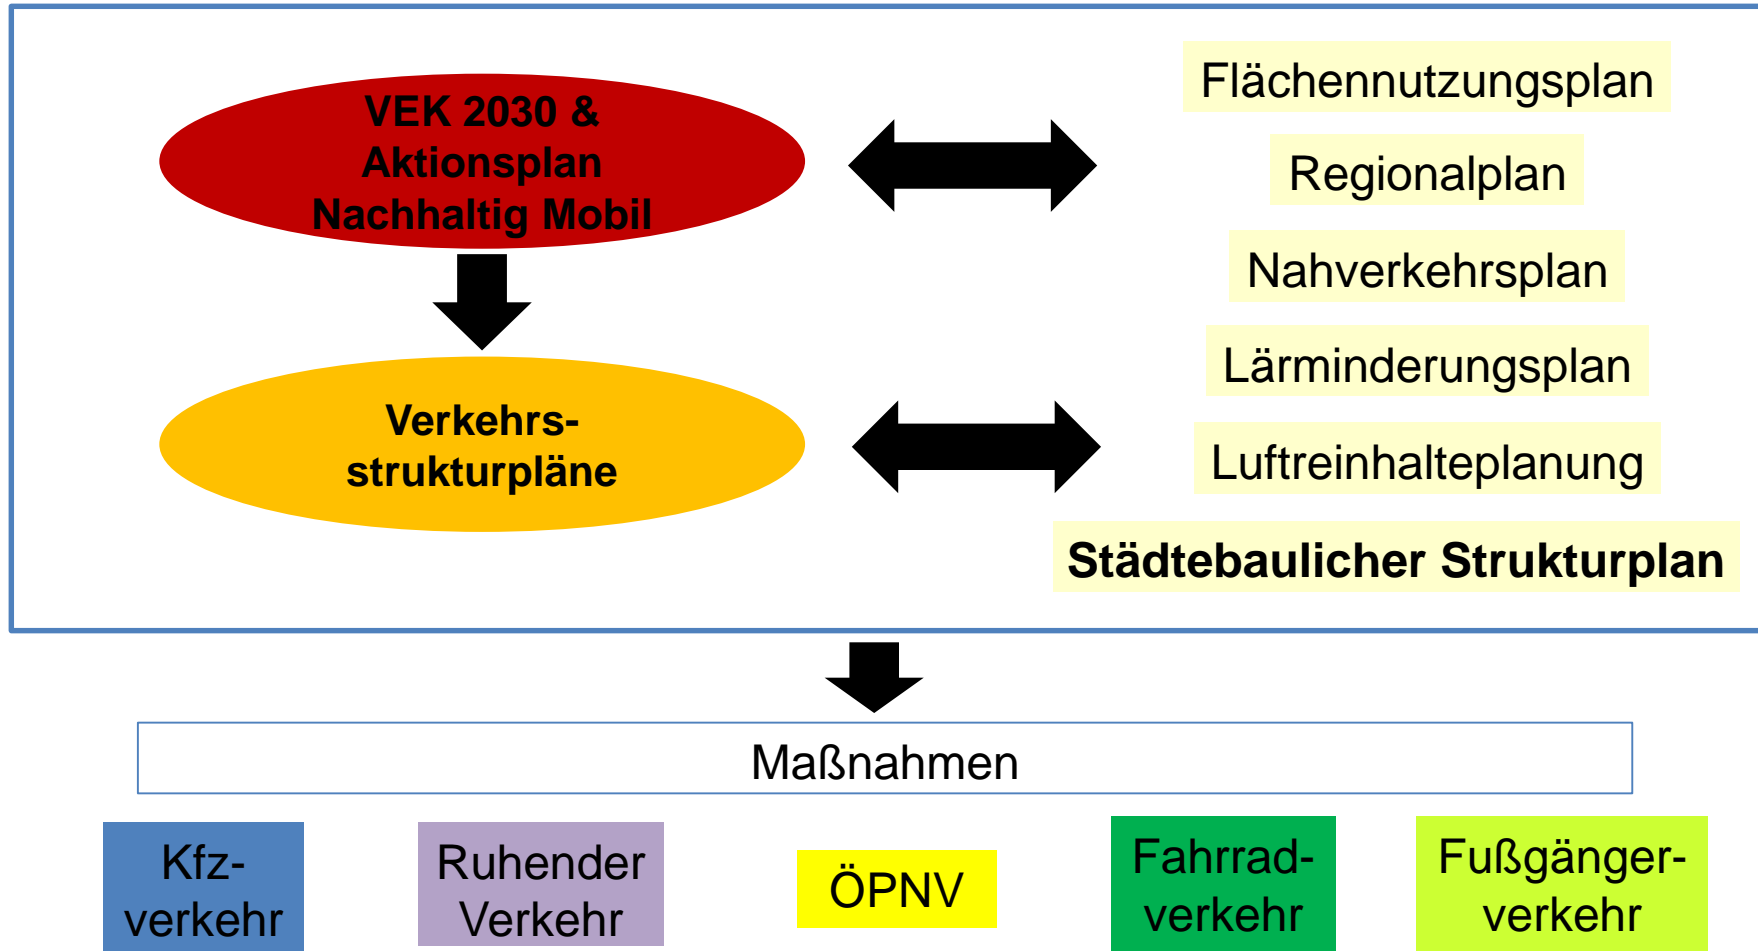 VEK 2030 &
Aktionsplan
Nachhaltig Mobil
Verkehrs-
strukturpläne
Flächennutzungsplan
Regionalplan
Nahverkehrsplan
Lärminderungsplan
Luftreinhalteplanung
Städtebaulicher Strukturplan
Maßnahmen
Kfz-
verkehr
Ruhender
Verkehr
ÖPNV
Fahrrad-
verkehr
Fußgänger-
verkehr